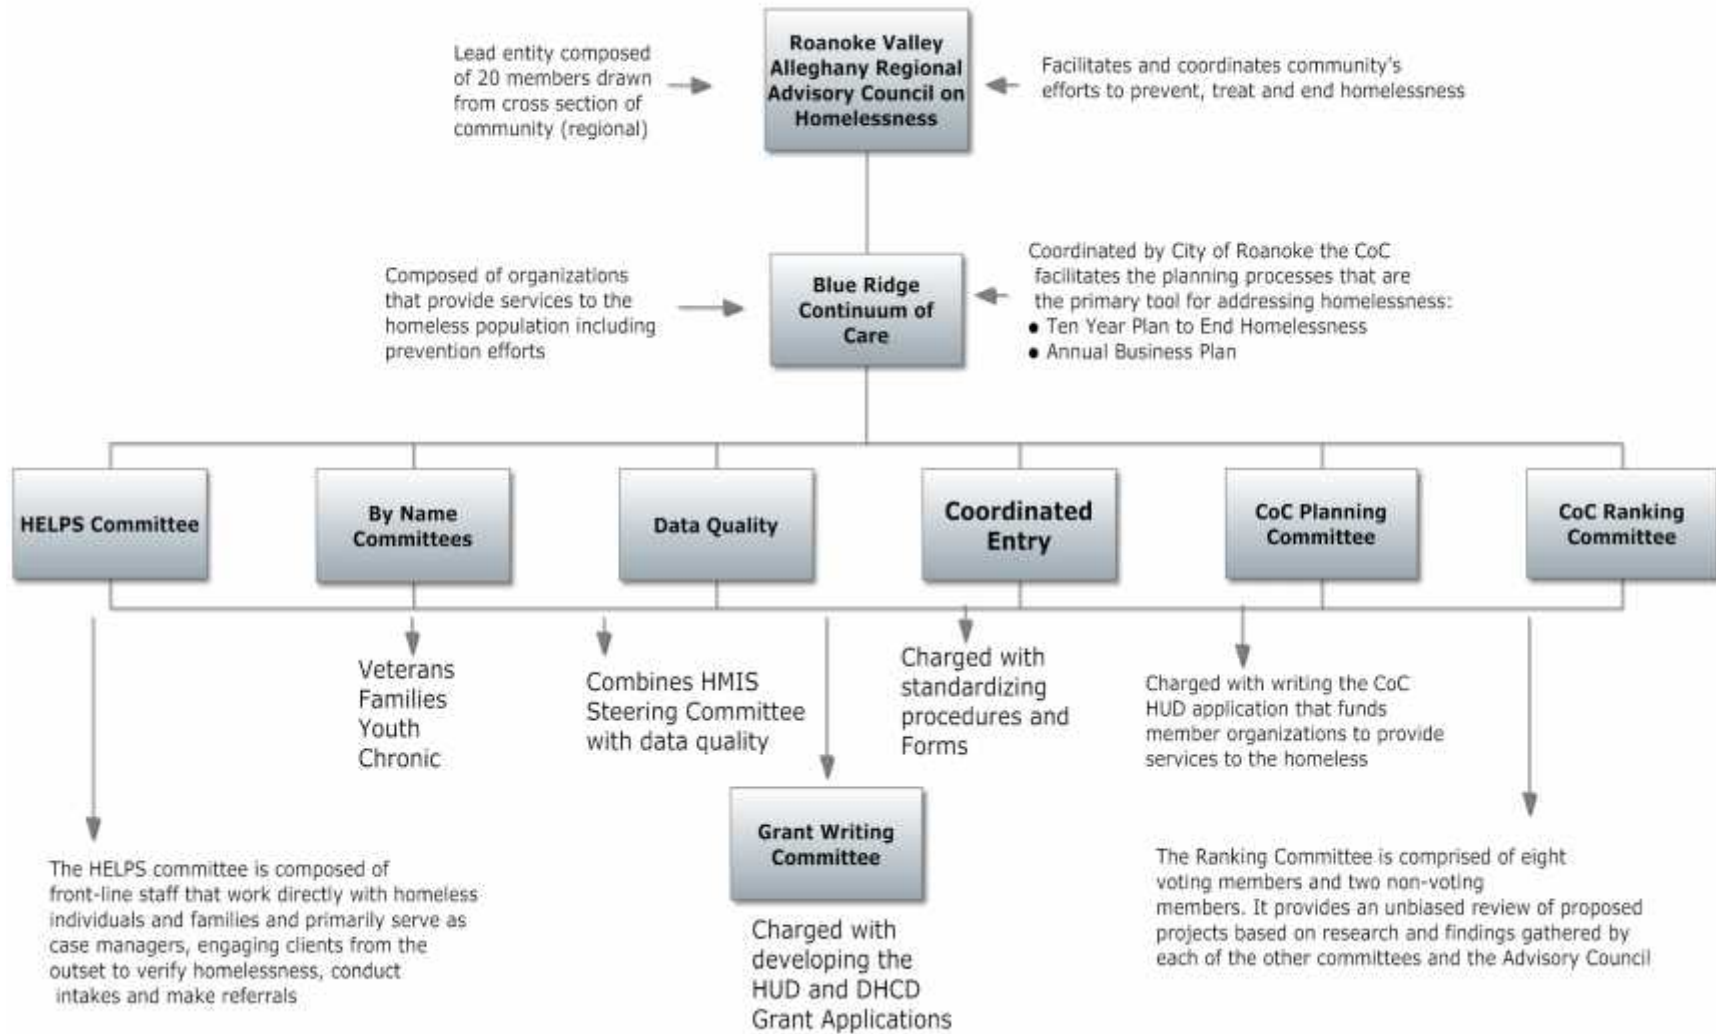 Roanoke Valley
Alleghany Regional
Advisory Council on
Homelessness
Lead entity composed
of 20 members drawn
from cross section of
community (regional)
Facilitates and coordinates community's
efforts to prevent, treat and end homelessness
Blue Ridge
Continuum of
Care
Composed of organizations
that provide services to the
homeless population including
prevention efforts
Coordinated by City of Roanoke the CoC
facilitates the planning processes that are
the primary tool for addressing homelessness:
● Ten Year Plan to End Homelessness
● Annual Business Plan
HELPS Committee
By Name
Committees
Data Quality
Coordinated
Entry
CoC Planning
Committee
CoC Ranking
Committee
Veterans
Families
Youth
Chronic
Combines HMIS
Steering Committee
with data quality
Charged with
standardizing
procedures and
Forms
Charged with writing the CoC
HUD application that funds
member organizations to provide
services to the homeless
Grant Writing
Committee
Charged with
developing the
HUD and DHCD
Grant Applications
The HELPS committee is composed of
front-line staff that work directly with homeless
individuals and families and primarily serve as
case managers, engaging clients from the
outset to verify homelessness, conduct
intakes and make referrals
The Ranking Committee is comprised of eight
voting members and two non-voting
members. It provides an unbiased review of proposed
projects based on research and findings gathered by
each of the other committees and the Advisory Council